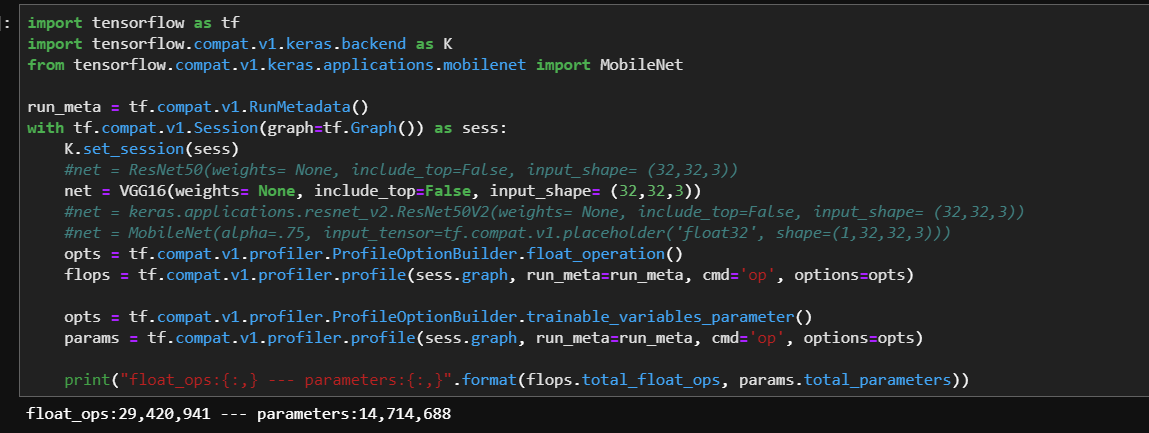 ]:
import tensorflow as tf
import tensorflow.compat.v1.keras.backend as K
from tensorflow.compat.v1.keras.applications.mobilenet import MobileNet

run_meta = tf.compat.v1.RunMetadata()
with tf.compat.v1.Session(graph=tf.Graph()) as sess:
    K.set_session(sess)
    #net = ResNet50(weights= None, include_top=False, input_shape= (32,32,3))
    net = VGG16(weights= None, include_top=False, input_shape= (32,32,3))
    #net = keras.applications.resnet_v2.ResNet50V2(weights= None, include_top=False, input_shape= (32,32,3))
    #net = MobileNet(alpha=.75, input_tensor=tf.compat.v1.placeholder('float32', shape=(1,32,32,3)))
    opts = tf.compat.v1.profiler.ProfileOptionBuilder.float_operation()
    flops = tf.compat.v1.profiler.profile(sess.graph, run_meta=run_meta, cmd='op', options=opts)

    opts = tf.compat.v1.profiler.ProfileOptionBuilder.trainable_variables_parameter()
    params = tf.compat.v1.profiler.profile(sess.graph, run_meta=run_meta, cmd='op', options=opts)

    print("float_ops:{:,} --- parameters:{:,}".format(flops.total_float_ops, params.total_parameters))
float_ops:29,420,941 --- parameters:14,714,688